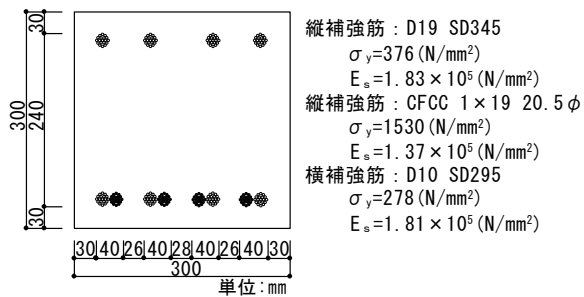 縦補強筋：D19 SD345
σy=376(N/mm²)
Es=1.83×10⁵(N/mm²)
縦補強筋：CFCC 1×19 20.5φ
σy=1530(N/mm²)
Es=1.37×10⁵(N/mm²)
横補強筋：D10 SD295
σy=278(N/mm²)
Es=1.81×10⁵(N/mm²)
30
300
240
30
30 40 26 40 28 40 26 40 30
300
単位:mm